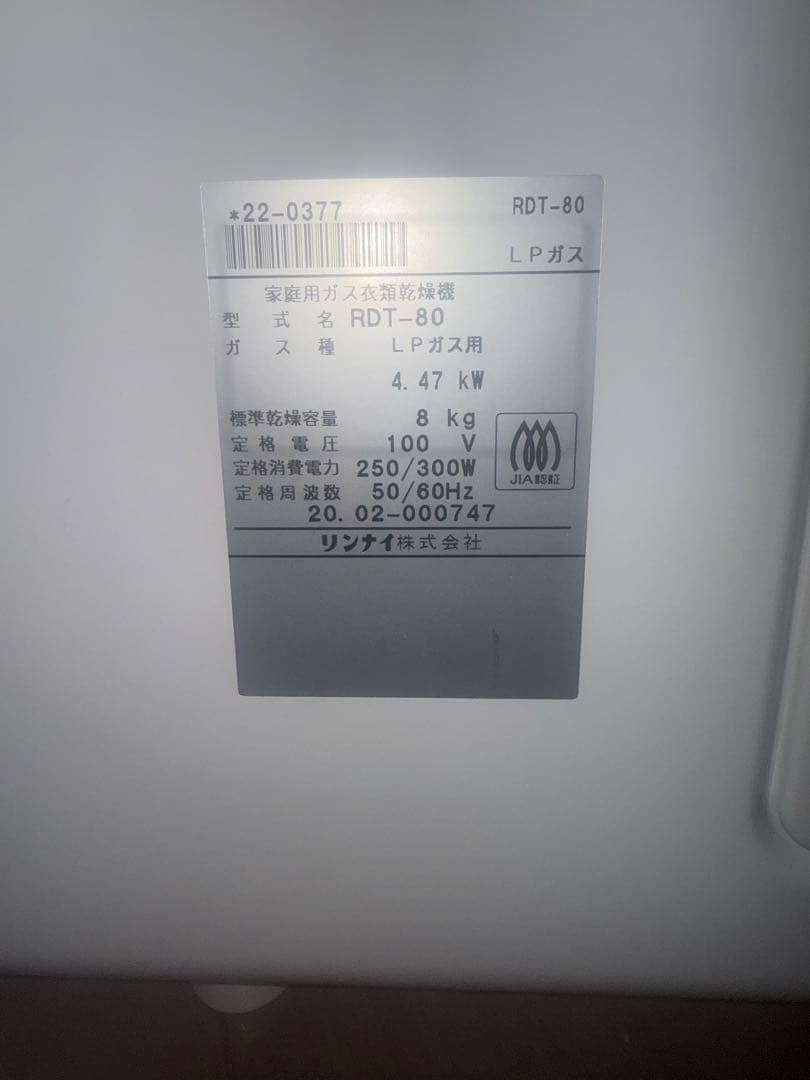 *22-0377 RDT-80
LPガス
家庭用ガス衣類乾燥機
型式名 RDT-80
ガス種 LPガス用
4.47 kW
標準乾燥容量 8 kg
定格電圧 100 V
定格消費電力 250/300W
定格周波数 50/60Hz
JIA認証
20.02-000747
リンナイ株式会社